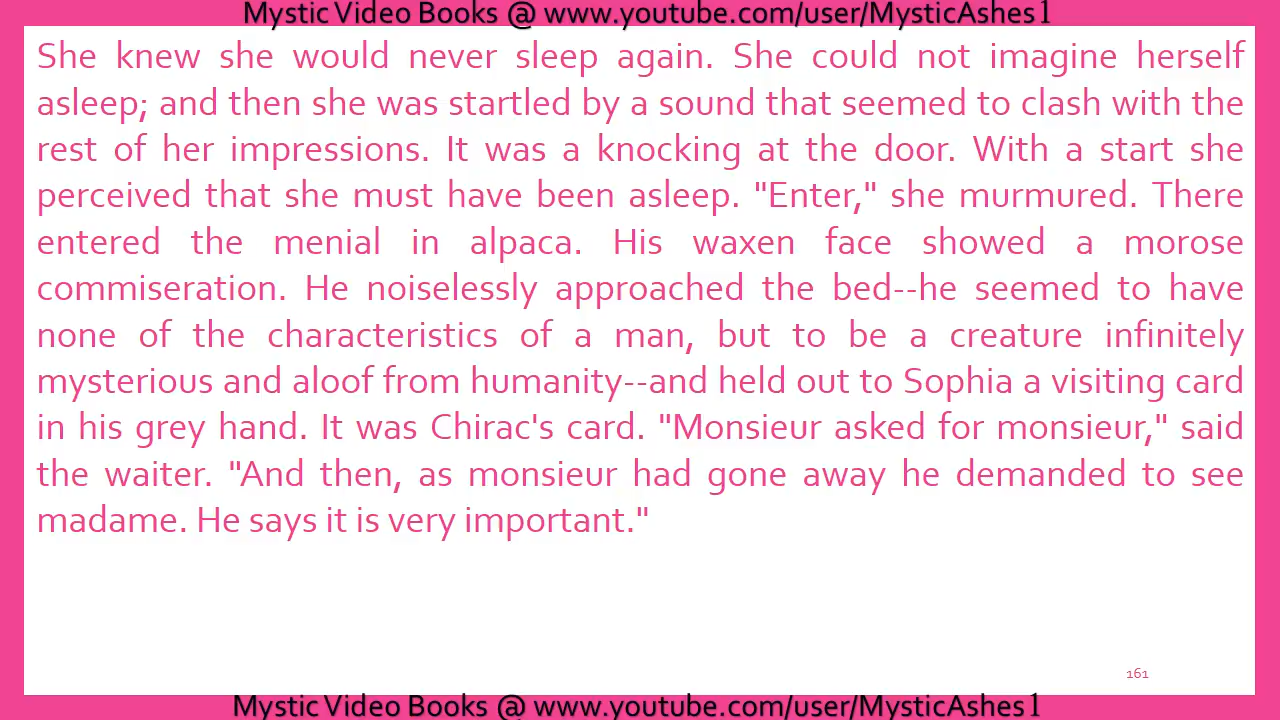 Mystic Video Books @ www.youtube.com/user/MysticAshes1
She knew she would never sleep again. She could not imagine herself
asleep; and then she was startled by a sound that seemed to clash with the
rest of her impressions. It was a knocking at the door. With a start she
perceived that she must have been asleep. "Enter," she murmured. There
entered the menial in alpaca. His waxen face showed a morose
commiseration. He noiselessly approached the bed--he seemed to have
none of the characteristics of a man, but to be a creature infinitely
mysterious and aloof from humanity--and held out to Sophia a visiting card
in his grey hand. It was Chirac's card. "Monsieur asked for monsieur," said
the waiter. "And then, as monsieur had gone away he demanded to see
madame. He says it is very important."
161
Mystic Video Books @ www.youtube.com/user/MysticAshes1